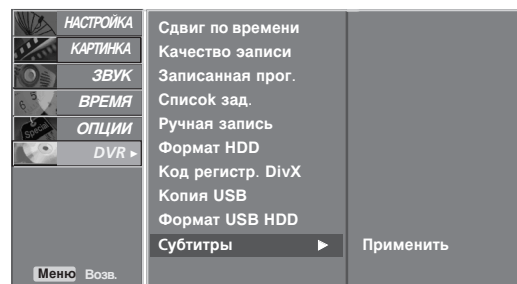 НАСТРОЙКА
КАРТИНКА
ЗВУК
ВРЕМЯ
Special
ОПЦИИ
DVR ►
Меню Возв.
Сдвиг по времени
Качество записи
Записанная прог.
Список зад.
Ручная запись
Формат HDD
Код регистр. DivX
Копия USB
Формат USB HDD
Субтитры ►
Применить